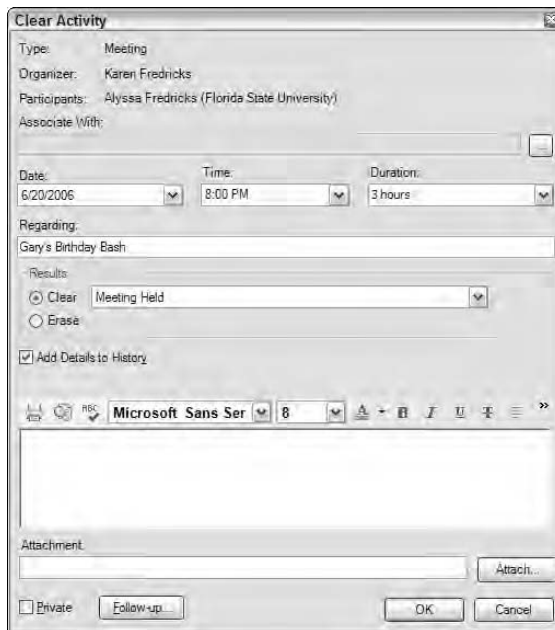 Clear Activity
Type: Meeting
Organizer: Karen Fredricks
Participants: Alyssa Fredricks (Florida State University)
Associate With:
...
Date: Time: Duration:
6/20/2006 8:00 PM 3 hours
Regarding:
Gary's Birthday Bash
Results
Clear Meeting Held
Erase
Add Details to History
ABC Microsoft Sans Ser 8 A B I U T »
Attachment:
Attach...
Private Follow-up... OK Cancel